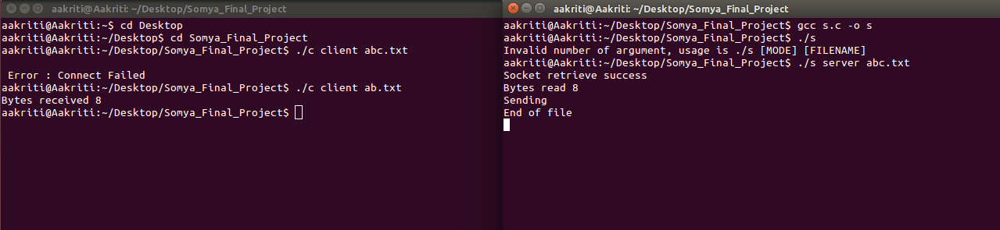 aakriti@Aakriti: ~/Desktop/Somya_Final_Project
aakriti@Aakriti:~$ cd Desktop
aakriti@Aakriti:~/Desktop$ cd Somya_Final_Project
aakriti@Aakriti:~/Desktop/Somya_Final_Project$ ./c client abc.txt
Error : Connect Failed
aakriti@Aakriti:~/Desktop/Somya_Final_Project$ ./c client ab.txt
Bytes received 8
aakriti@Aakriti:~/Desktop/Somya_Final_Project$
aakriti@Aakriti: ~/Desktop/Somya_Final_Project
aakriti@Aakriti:~/Desktop/Somya_Final_Project$ gcc s.c -o s
aakriti@Aakriti:~/Desktop/Somya_Final_Project$ ./s
Invalid number of argument, usage is ./s [MODE] [FILENAME]
aakriti@Aakriti:~/Desktop/Somya_Final_Project$ ./s server abc.txt
Socket retrieve success
Bytes read 8
Sending
End of file